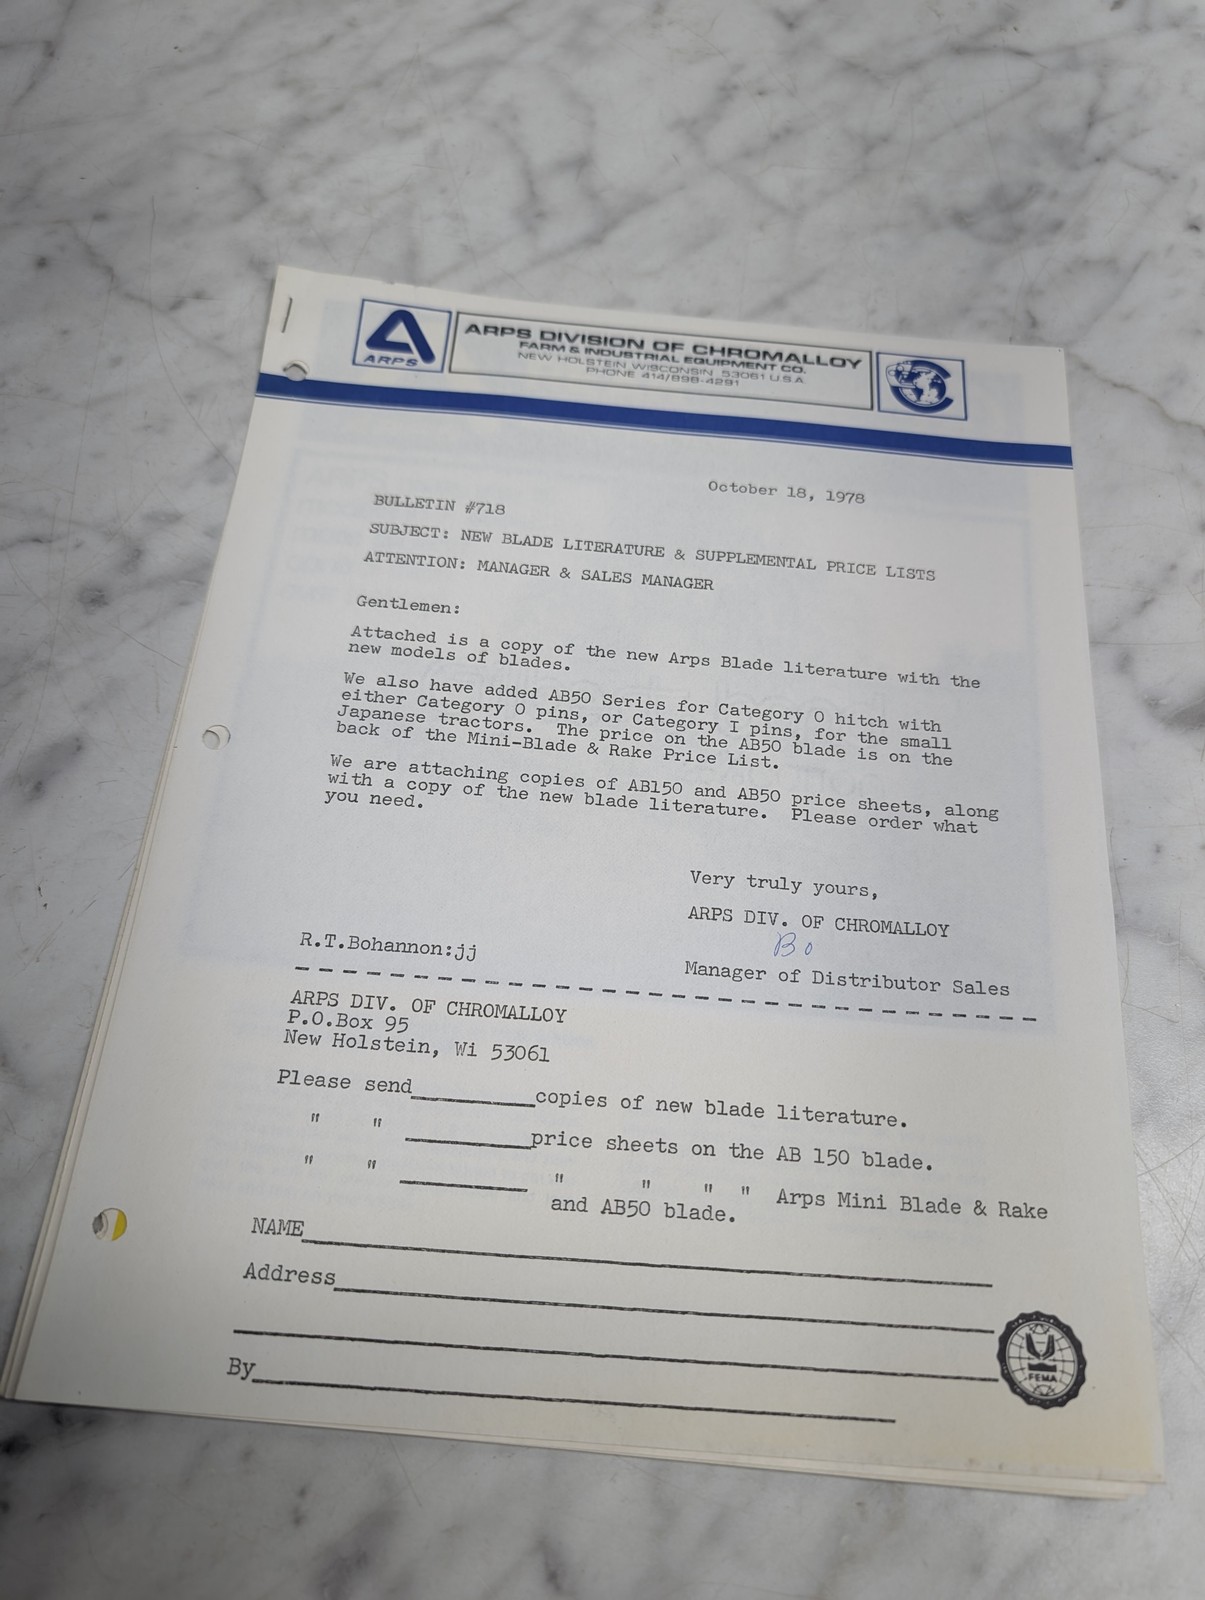 ARPS
ARPS DIVISION OF CHROMALLOY
FARM & INDUSTRIAL EQUIPMENT CO.
NEW HOLSTEIN WISCONSIN 53061 U.S.A.
PHONE 414/898-4291
October 18, 1978
BULLETIN #718
SUBJECT: NEW BLADE LITERATURE & SUPPLEMENTAL PRICE LISTS
ATTENTION: MANAGER & SALES MANAGER
Gentlemen:
Attached is a copy of the new Arps Blade literature with the
new models of blades.
We also have added AB50 Series for Category O hitch with
either Category O pins, or Category I pins, for the small
Japanese tractors. The price on the AB50 blade is on the
back of the Mini-Blade & Rake Price List.
We are attaching copies of AB150 and AB50 price sheets, along
with a copy of the new blade literature. Please order what
you need.
Very truly yours,
ARPS DIV. OF CHROMALLOY
Bo
R.T.Bohannon:jj
Manager of Distributor Sales
ARPS DIV. OF CHROMALLOY
P.O.Box 95
New Holstein, Wi 53061
Please send_________copies of new blade literature.
" " _________price sheets on the AB 150 blade.
" " _________ " " " " Arps Mini Blade & Rake
and AB50 blade.
NAME
Address
By
FEMA